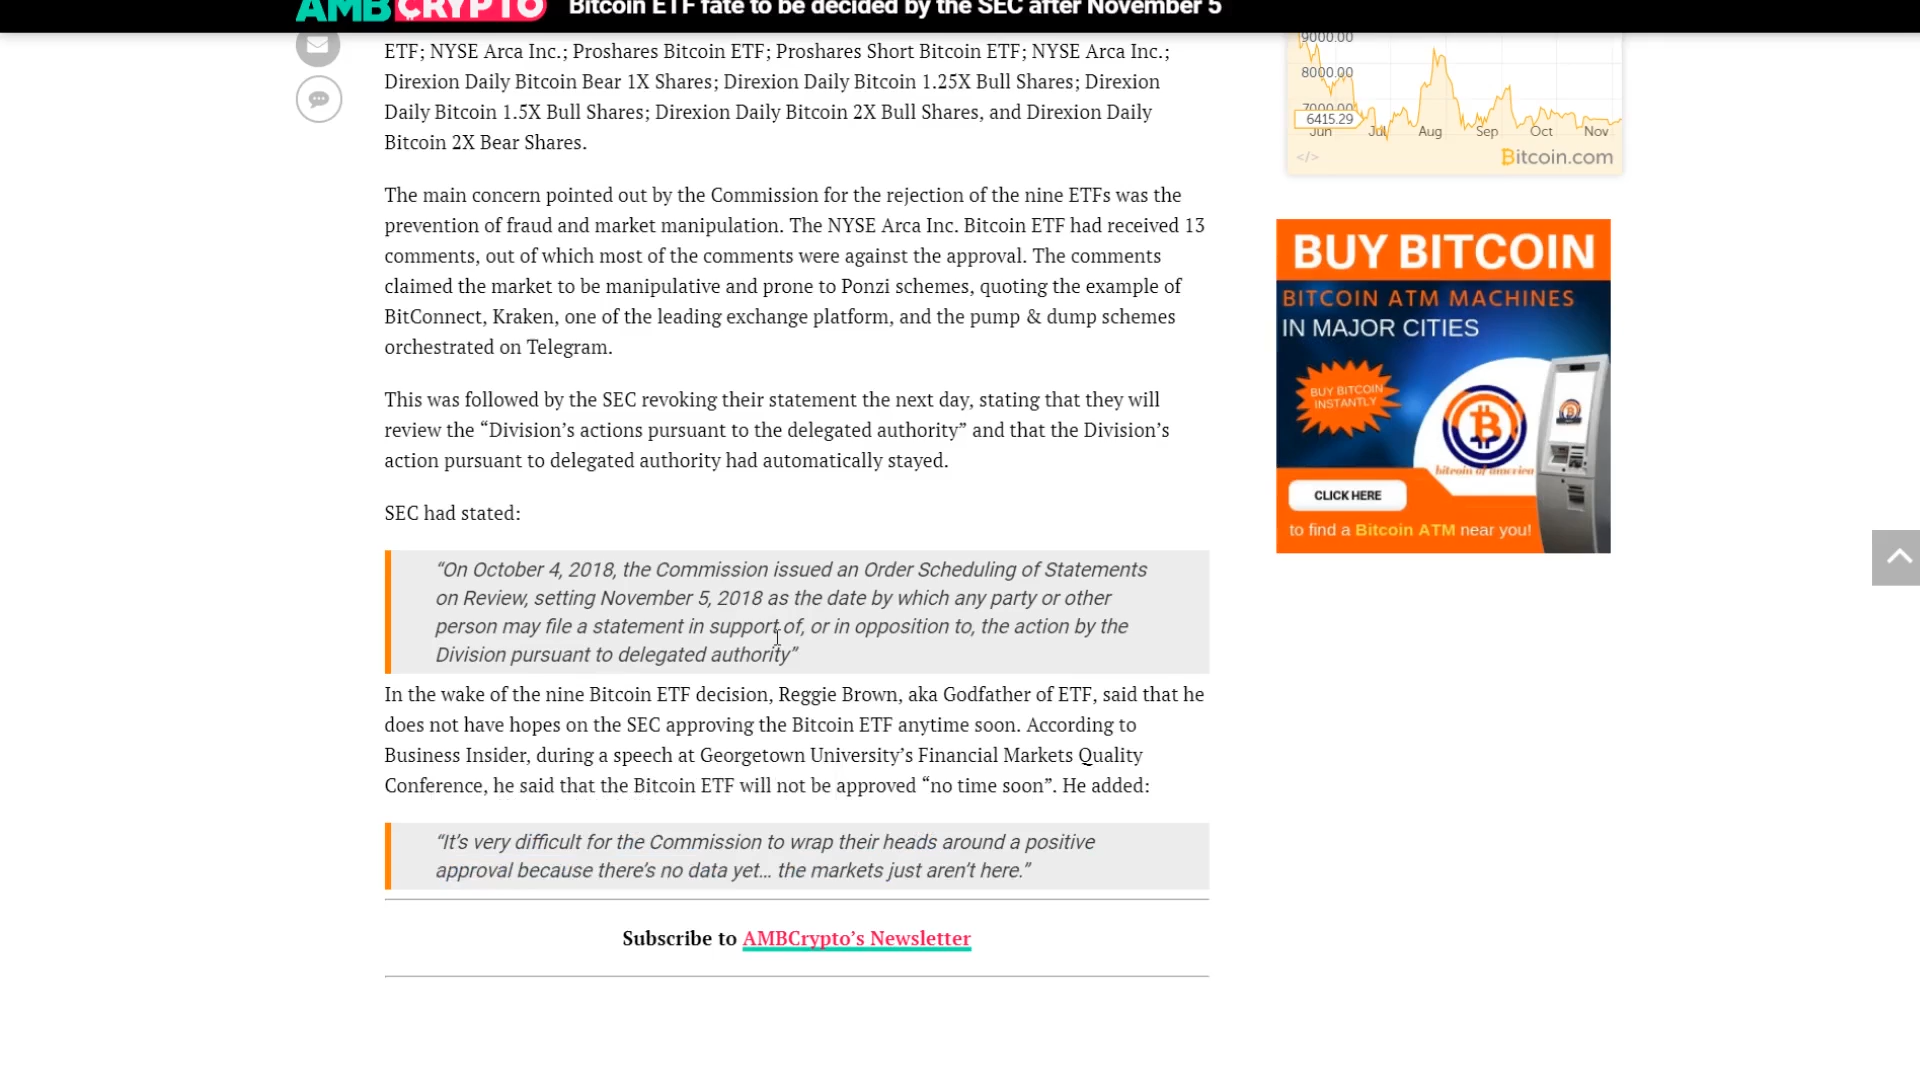 AMBCRYPTO Bitcoin ETF fate to be decided by the SEC after November 5
ETF; NYSE Arca Inc.; Proshares Bitcoin ETF; Proshares Short Bitcoin ETF; NYSE Arca Inc.;
Direxion Daily Bitcoin Bear 1X Shares; Direxion Daily Bitcoin 1.25X Bull Shares; Direxion
Daily Bitcoin 1.5X Bull Shares; Direxion Daily Bitcoin 2X Bull Shares, and Direxion Daily
Bitcoin 2X Bear Shares.
The main concern pointed out by the Commission for the rejection of the nine ETFs was the
prevention of fraud and market manipulation. The NYSE Arca Inc. Bitcoin ETF had received 13
comments, out of which most of the comments were against the approval. The comments
claimed the market to be manipulative and prone to Ponzi schemes, quoting the example of
BitConnect, Kraken, one of the leading exchange platform, and the pump & dump schemes
orchestrated on Telegram.
This was followed by the SEC revoking their statement the next day, stating that they will
review the “Division’s actions pursuant to the delegated authority” and that the Division’s
action pursuant to delegated authority had automatically stayed.
SEC had stated:
“On October 4, 2018, the Commission issued an Order Scheduling of Statements
on Review, setting November 5, 2018 as the date by which any party or other
person may file a statement in support of, or in opposition to, the action by the
Division pursuant to delegated authority”
In the wake of the nine Bitcoin ETF decision, Reggie Brown, aka Godfather of ETF, said that he
does not have hopes on the SEC approving the Bitcoin ETF anytime soon. According to
Business Insider, during a speech at Georgetown University’s Financial Markets Quality
Conference, he said that the Bitcoin ETF will not be approved “no time soon”. He added:
“It’s very difficult for the Commission to wrap their heads around a positive
approval because there’s no data yet… the markets just aren’t here.”
Subscribe to AMBCrypto’s Newsletter
9000.00
8000.00
7000.00
6415.29
Jun Jul Aug Sep Oct Nov
</> Bitcoin.com
BUY BITCOIN
BITCOIN ATM MACHINES
IN MAJOR CITIES
BUY BITCOIN
INSTANTLY
bitcoin of america
CLICK HERE
to find a Bitcoin ATM near you!